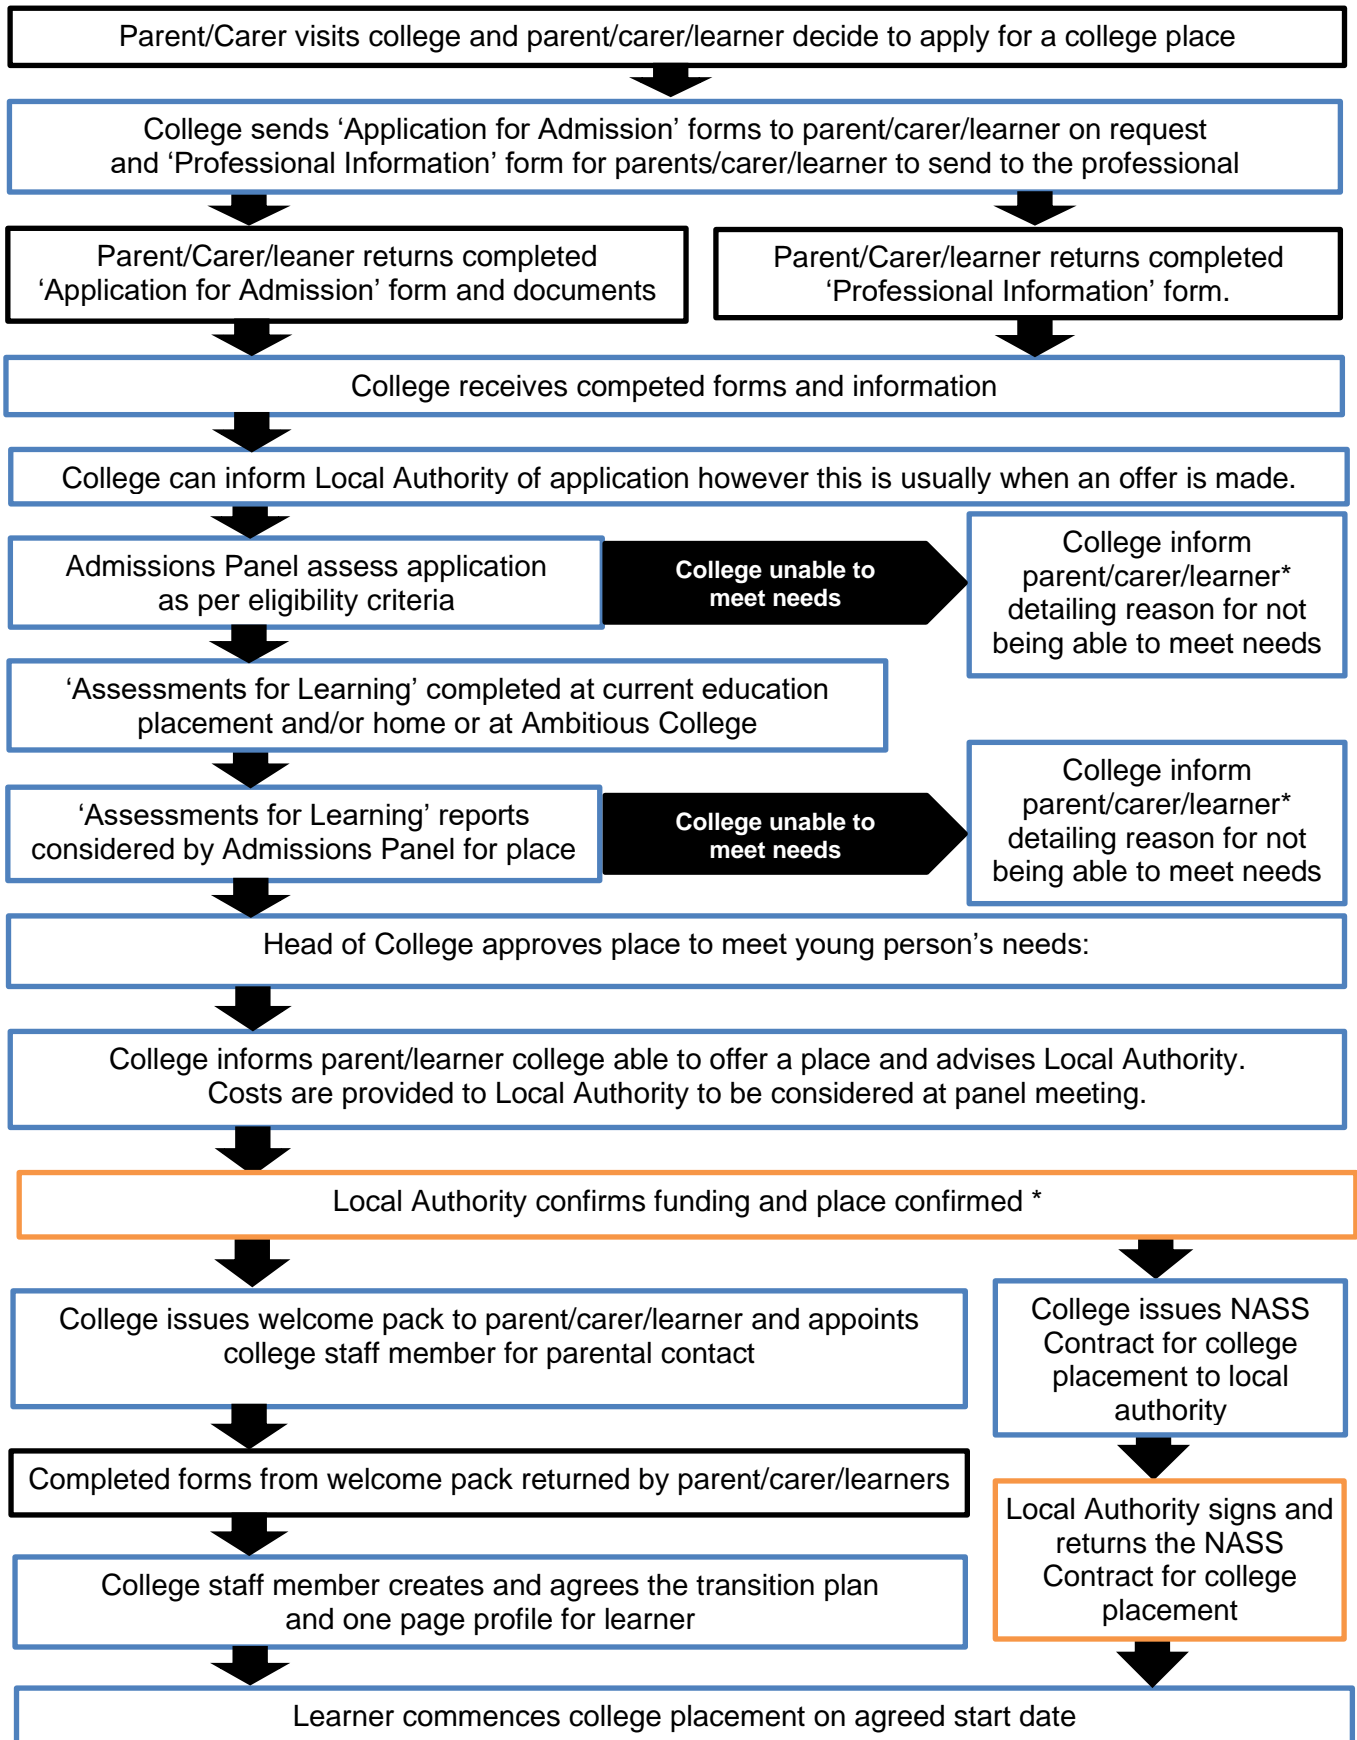 Parent/Carer visits college and parent/carer/learner decide to apply for a college place
College sends ‘Application for Admission’ forms to parent/carer/learner on request
and ‘Professional Information’ form for parents/carer/learner to send to the professional
Parent/Carer/leaner returns completed
‘Application for Admission’ form and documents
Parent/Carer/learner returns completed
‘Professional Information’ form.
College receives competed forms and information
College can inform Local Authority of application however this is usually when an offer is made.
Admissions Panel assess application
as per eligibility criteria
College unable to
meet needs
College inform
parent/carer/learner*
detailing reason for not
being able to meet needs
‘Assessments for Learning’ completed at current education
placement and/or home or at Ambitious College
‘Assessments for Learning’ reports
considered by Admissions Panel for place
College unable to
meet needs
College inform
parent/carer/learner*
detailing reason for not
being able to meet needs
Head of College approves place to meet young person’s needs:
College informs parent/learner college able to offer a place and advises Local Authority.
Costs are provided to Local Authority to be considered at panel meeting.
Local Authority confirms funding and place confirmed *
College issues welcome pack to parent/carer/learner and appoints
college staff member for parental contact
College issues NASS
Contract for college
placement to local
authority
Completed forms from welcome pack returned by parent/carer/learners
Local Authority signs and
returns the NASS
Contract for college
placement
College staff member creates and agrees the transition plan
and one page profile for learner
Learner commences college placement on agreed start date